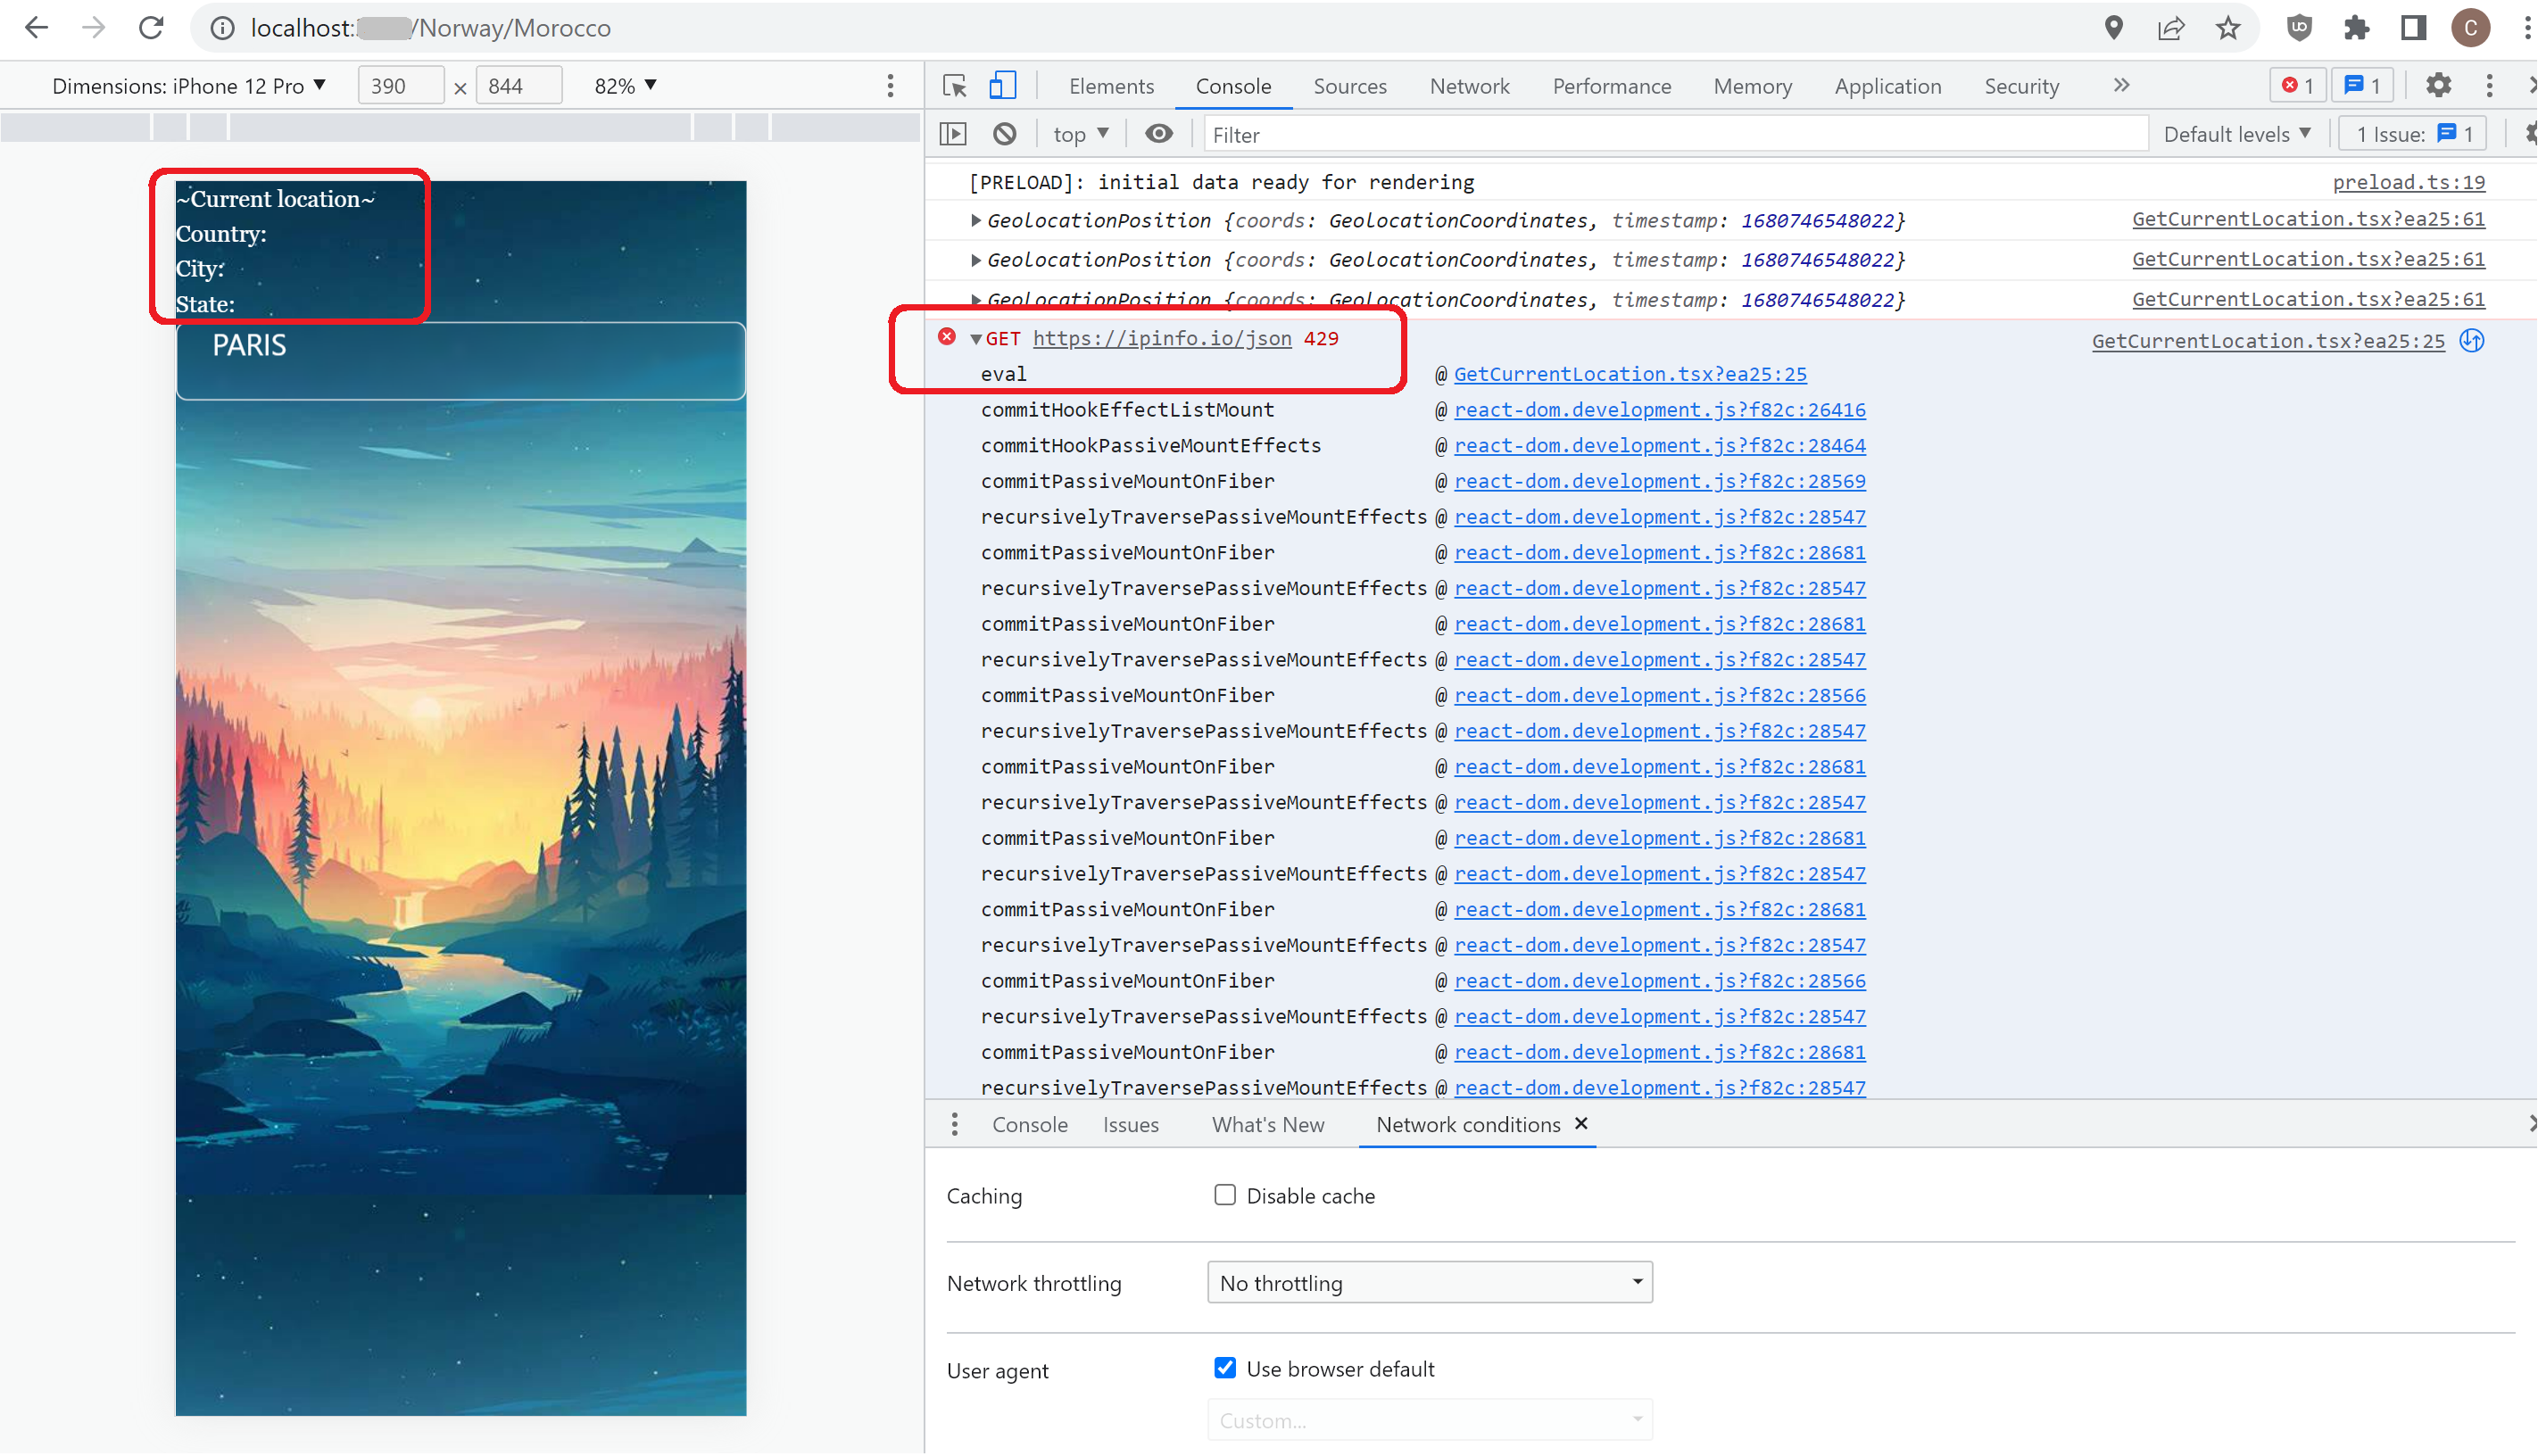 localhost: /Norway/Morocco
C
Dimensions: iPhone 12 Pro ▼ 390 × 844 82% ▼
Elements Console Sources Network Performance Memory Application Security » 1 1
top ▼ Filter Default levels ▼ 1 Issue: 1
~Current location~
Country:
City:
State:
PARIS
[PRELOAD]: initial data ready for rendering preload.ts:19
▶ GeolocationPosition {coords: GeolocationCoordinates, timestamp: 1680746548022} GetCurrentLocation.tsx?ea25:61
▶ GeolocationPosition {coords: GeolocationCoordinates, timestamp: 1680746548022} GetCurrentLocation.tsx?ea25:61
▶ GeolocationPosition {coords: GeolocationCoordinates, timestamp: 1680746548022} GetCurrentLocation.tsx?ea25:61
▼ GET https://ipinfo.io/json 429 GetCurrentLocation.tsx?ea25:25
eval @ GetCurrentLocation.tsx?ea25:25
commitHookEffectListMount @ react-dom.development.js?f82c:26416
commitHookPassiveMountEffects @ react-dom.development.js?f82c:28464
commitPassiveMountOnFiber @ react-dom.development.js?f82c:28569
recursivelyTraversePassiveMountEffects @ react-dom.development.js?f82c:28547
commitPassiveMountOnFiber @ react-dom.development.js?f82c:28681
recursivelyTraversePassiveMountEffects @ react-dom.development.js?f82c:28547
commitPassiveMountOnFiber @ react-dom.development.js?f82c:28681
recursivelyTraversePassiveMountEffects @ react-dom.development.js?f82c:28547
commitPassiveMountOnFiber @ react-dom.development.js?f82c:28566
recursivelyTraversePassiveMountEffects @ react-dom.development.js?f82c:28547
commitPassiveMountOnFiber @ react-dom.development.js?f82c:28681
recursivelyTraversePassiveMountEffects @ react-dom.development.js?f82c:28547
commitPassiveMountOnFiber @ react-dom.development.js?f82c:28681
recursivelyTraversePassiveMountEffects @ react-dom.development.js?f82c:28547
commitPassiveMountOnFiber @ react-dom.development.js?f82c:28681
recursivelyTraversePassiveMountEffects @ react-dom.development.js?f82c:28547
commitPassiveMountOnFiber @ react-dom.development.js?f82c:28566
recursivelyTraversePassiveMountEffects @ react-dom.development.js?f82c:28547
commitPassiveMountOnFiber @ react-dom.development.js?f82c:28681
recursivelyTraversePassiveMountEffects @ react-dom.development.js?f82c:28547
Console Issues What's New Network conditions ×
Caching Disable cache
Network throttling No throttling
User agent Use browser default
Custom...